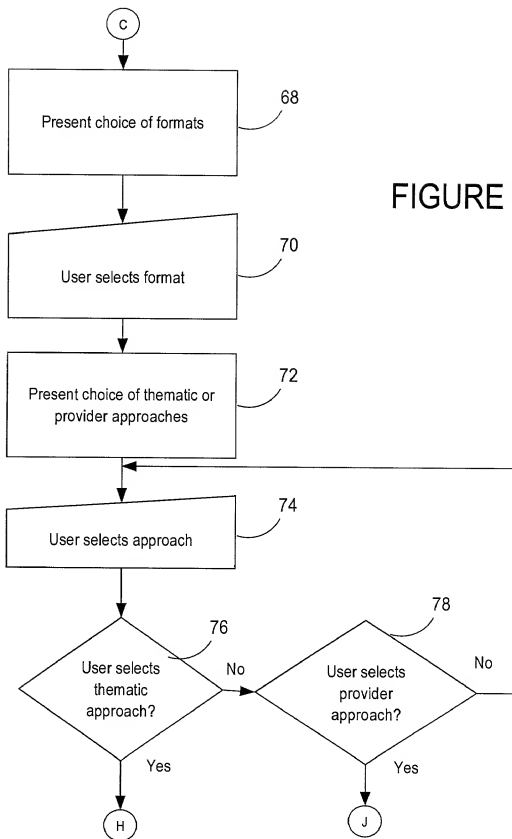 C
Present choice of formats
68
FIGURE
User selects format
70
Present choice of thematic or
provider approaches
72
User selects approach
74
User selects
thematic
approach?
76
No
Yes
User selects
provider
approach?
78
No
Yes
H
J